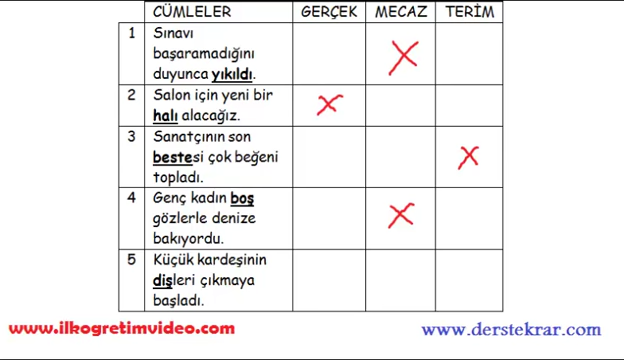 CÜMLELER GERÇEK MECAZ TERİM
1 Sınavı
başaramadığını
duyunca yıkıldı.
2 Salon için yeni bir
halı alacağız.
3 Sanatçının son
bestesi çok beğeni
topladı.
4 Genç kadın boş
gözlerle denize
bakıyordu.
5 Küçük kardeşinin
dişleri çıkmaya
başladı.
www.ilkogretimvideo.com www.derstekrar.com